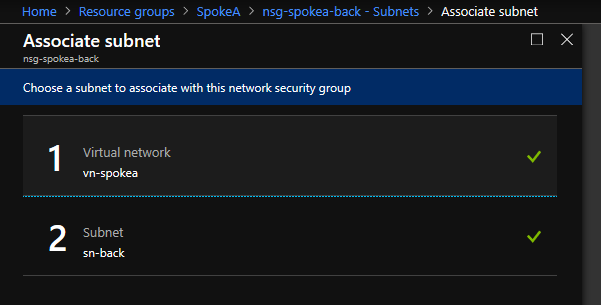 Home > Resource groups > SpokeA > nsg-spokea-back - Subnets > Associate subnet
Associate subnet
nsg-spokea-back
Choose a subnet to associate with this network security group
1 Virtual network
vn-spokea
2 Subnet
sn-back